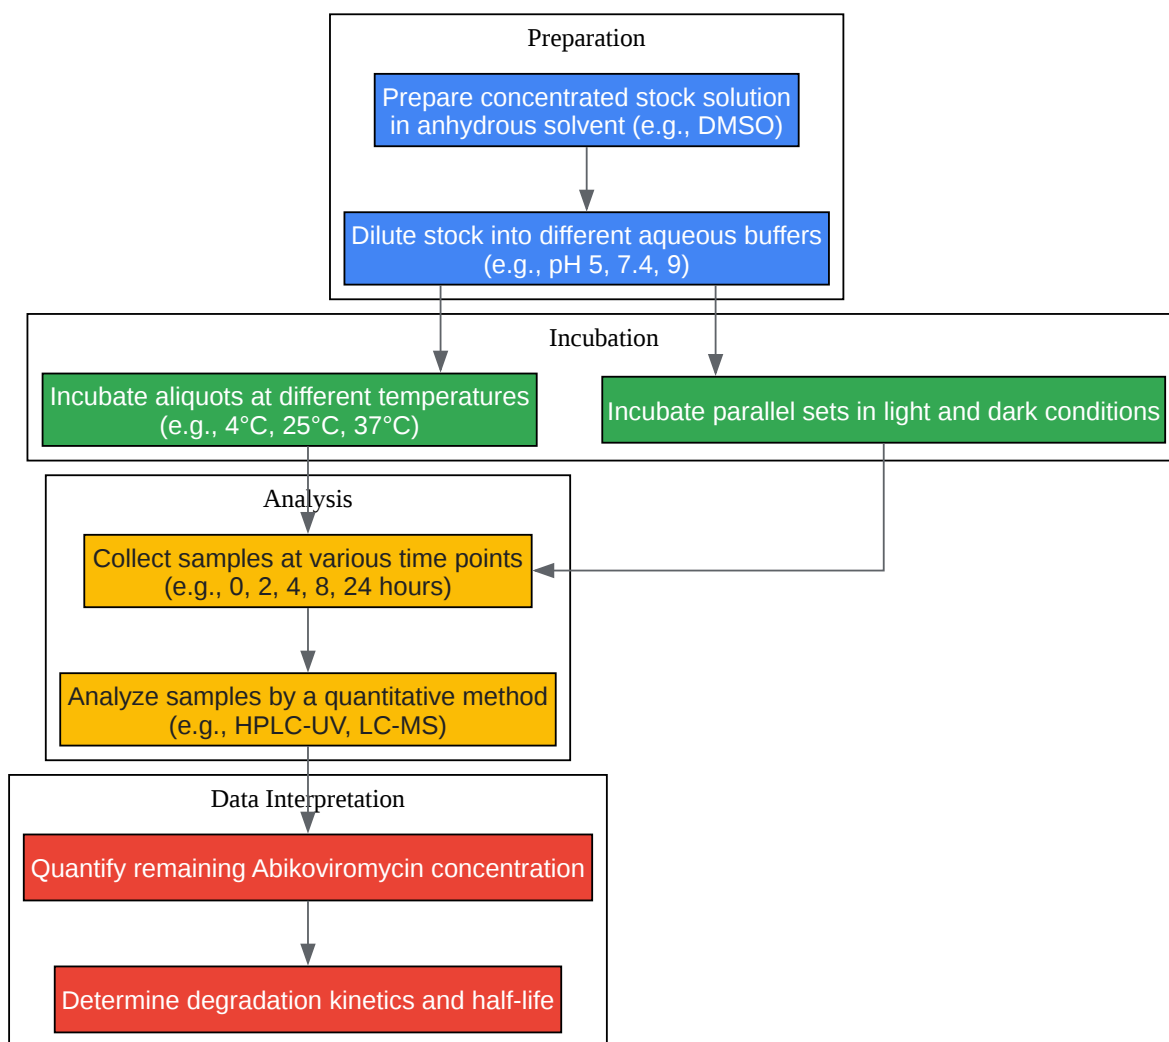 Preparation
Prepare concentrated stock solution
in anhydrous solvent (e.g., DMSO)
Dilute stock into different aqueous buffers
(e.g., pH 5, 7.4, 9)
Incubation
Incubate aliquots at different temperatures
(e.g., 4°C, 25°C, 37°C)
Incubate parallel sets in light and dark conditions
Analysis
Collect samples at various time points
(e.g., 0, 2, 4, 8, 24 hours)
Analyze samples by a quantitative method
(e.g., HPLC-UV, LC-MS)
Data Interpretation
Quantify remaining Abikoviromycin concentration
Determine degradation kinetics and half-life